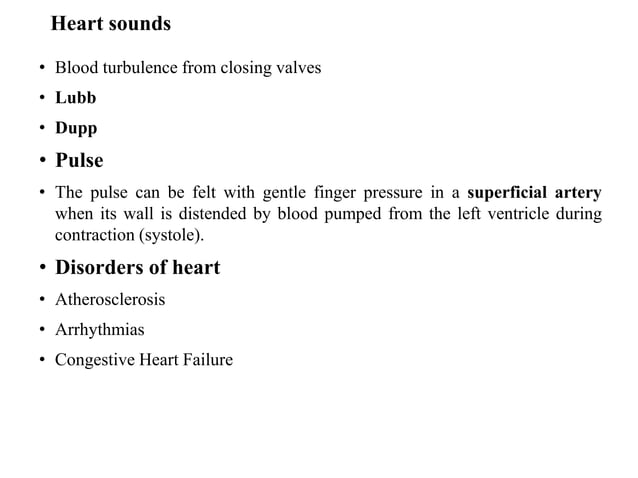 Heart sounds
• Blood turbulence from closing valves
• Lubb
• Dupp
• Pulse
• The pulse can be felt with gentle finger pressure in a superficial artery
when its wall is distended by blood pumped from the left ventricle during
contraction (systole).
• Disorders of heart
• Atherosclerosis
• Arrhythmias
• Congestive Heart Failure